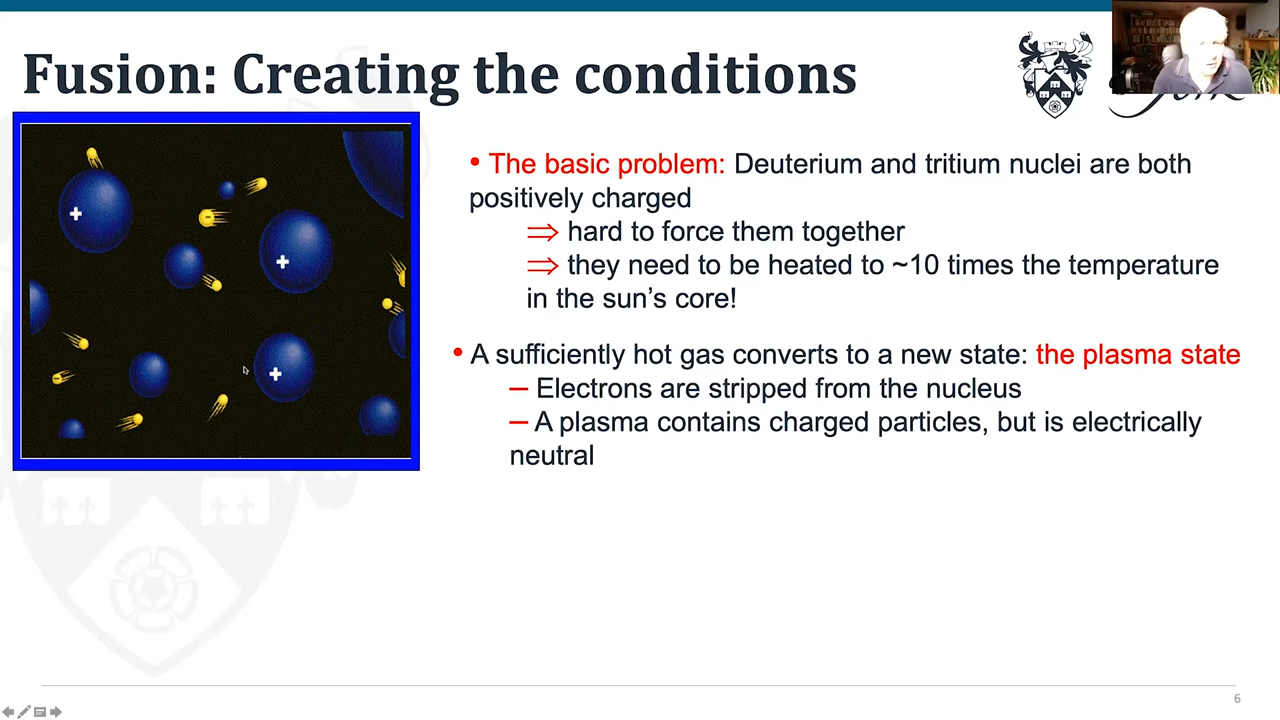 Fusion: Creating the conditions
• The basic problem: Deuterium and tritium nuclei are both
positively charged
⇒ hard to force them together
⇒ they need to be heated to ~10 times the temperature
in the sun’s core!
• A sufficiently hot gas converts to a new state: the plasma state
– Electrons are stripped from the nucleus
– A plasma contains charged particles, but is electrically
neutral
+
+
+
6